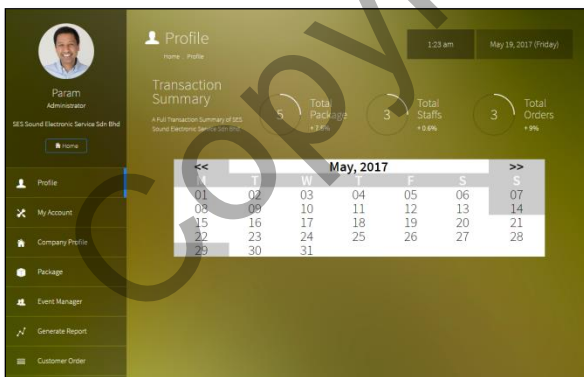 Param
Administrator
SES Sound Electronic Service Sdn Bhd
Home
Profile
My Account
Company Profile
Package
Event Manager
Generate Report
Customer Order
Profile
Home . Profile
1:23 am
May 19, 2017 (Friday)
Transaction
Summary
A Full Transaction Summary of SES
Sound Electronic Service Sdn Bhd.
5
Total
Package
+ 7.6%
3
Total
Staffs
+ 0.6%
3
Total
Orders
+ 9%
<< May, 2017 >>
M T W T F S S
01 02 03 04 05 06 07
08 09 10 11 12 13 14
15 16 17 18 19 20 21
22 23 24 25 26 27 28
29 30 31
Copy